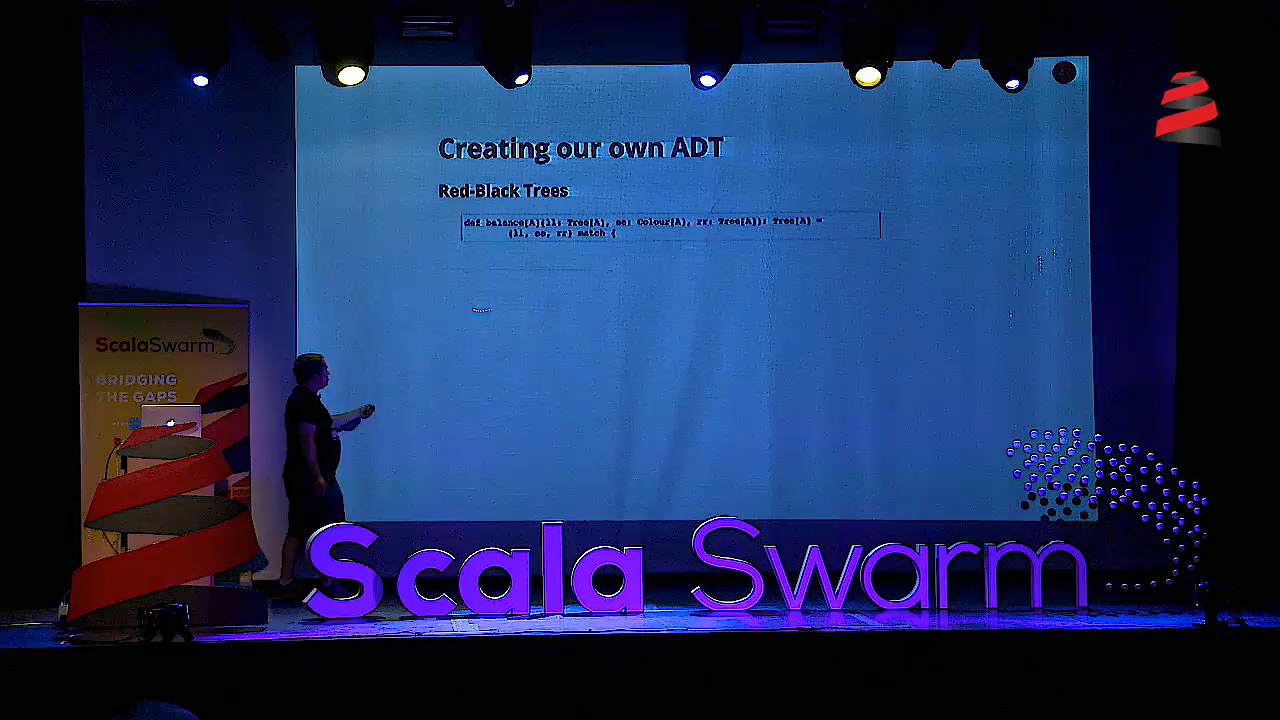 Creating our own ADT
Red-Black Trees
def balance[A](ll: Tree[A], cc: Colour[A], rr: Tree[A]): Tree[A] =
(ll, cc, rr) match {
ScalaSwarm
BRIDGING
THE GAPS
Scala Swarm